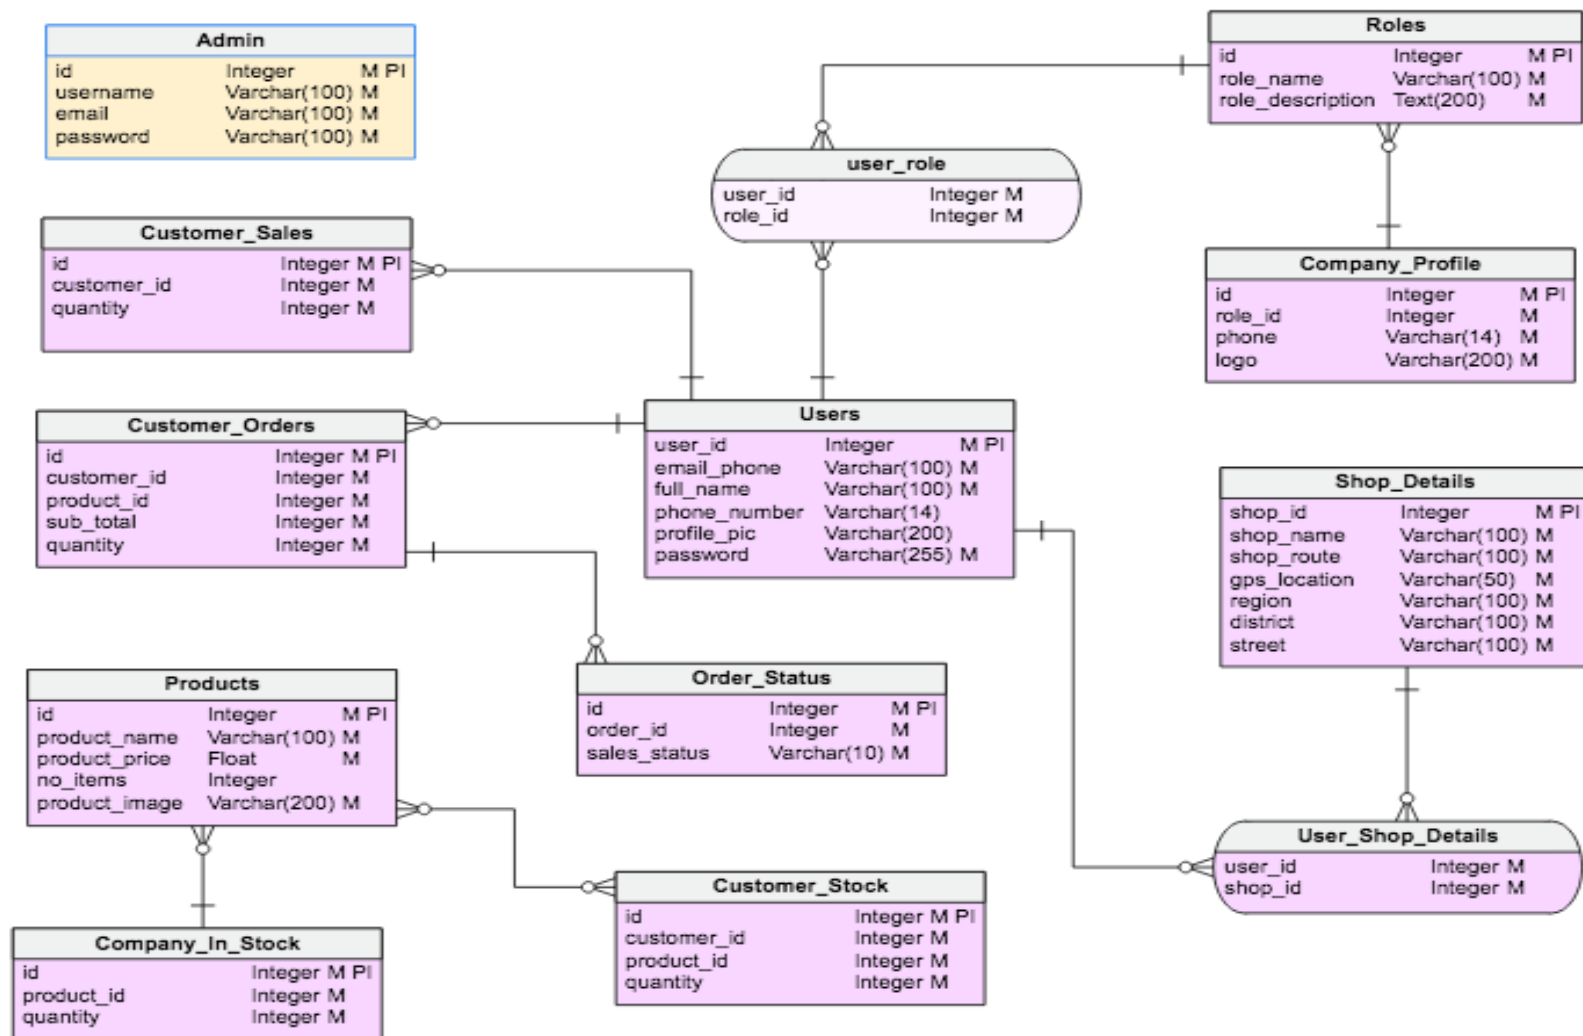 Admin
id Integer M PI
username Varchar(100) M
email Varchar(100) M
password Varchar(100) M
Roles
id Integer M PI
role_name Varchar(100) M
role_description Text(200) M
user_role
user_id Integer M
role_id Integer M
Customer_Sales
id Integer M PI
customer_id Integer M
quantity Integer M
Company_Profile
id Integer M PI
role_id Integer M
phone Varchar(14) M
logo Varchar(200) M
Customer_Orders
id Integer M PI
customer_id Integer M
product_id Integer M
sub_total Integer M
quantity Integer M
Users
user_id Integer M PI
email_phone Varchar(100) M
full_name Varchar(100) M
phone_number Varchar(14)
profile_pic Varchar(200)
password Varchar(255) M
Shop_Details
shop_id Integer M PI
shop_name Varchar(100) M
shop_route Varchar(100) M
gps_location Varchar(50) M
region Varchar(100) M
district Varchar(100) M
street Varchar(100) M
Products
id Integer M PI
product_name Varchar(100) M
product_price Float M
no_items Integer
product_image Varchar(200) M
Order_Status
id Integer M PI
order_id Integer M
sales_status Varchar(10) M
User_Shop_Details
user_id Integer M
shop_id Integer M
Customer_Stock
id Integer M PI
customer_id Integer M
product_id Integer M
quantity Integer M
Company_In_Stock
id Integer M PI
product_id Integer M
quantity Integer M